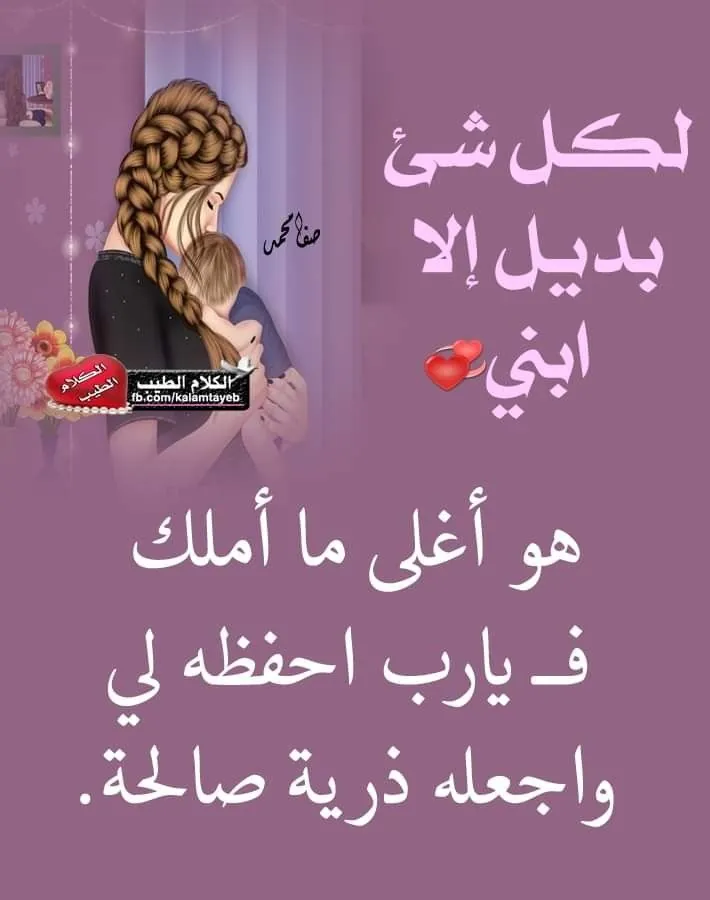 لكل شئ
بديل إلا
ابني💞
صفا محمد
الكلام
الطيب
الكلام الطيب
fb.com/kalamtayeb
هو أغلى ما أملك
فـ يارب احفظه لي
واجعله ذرية صالحة.